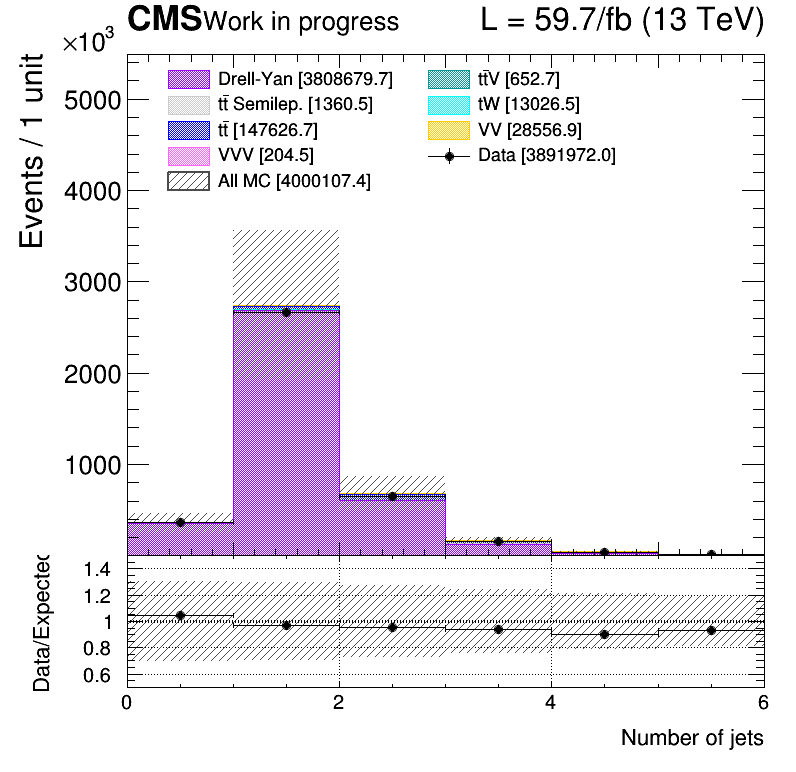 CMS Work in progress L = 59.7/fb (13 TeV)
×10³
Events / 1 unit
5000
4000
3000
2000
1000
Drell-Yan [3808679.7]
tt̄ Semilep. [1360.5]
tt̄ [147626.7]
VVV [204.5]
All MC [4000107.4]
tt̄V [652.7]
tW [13026.5]
VV [28556.9]
Data [3891972.0]
Data/Expected
1.4
1.2
1
0.8
0.6
0 2 4 6
Number of jets